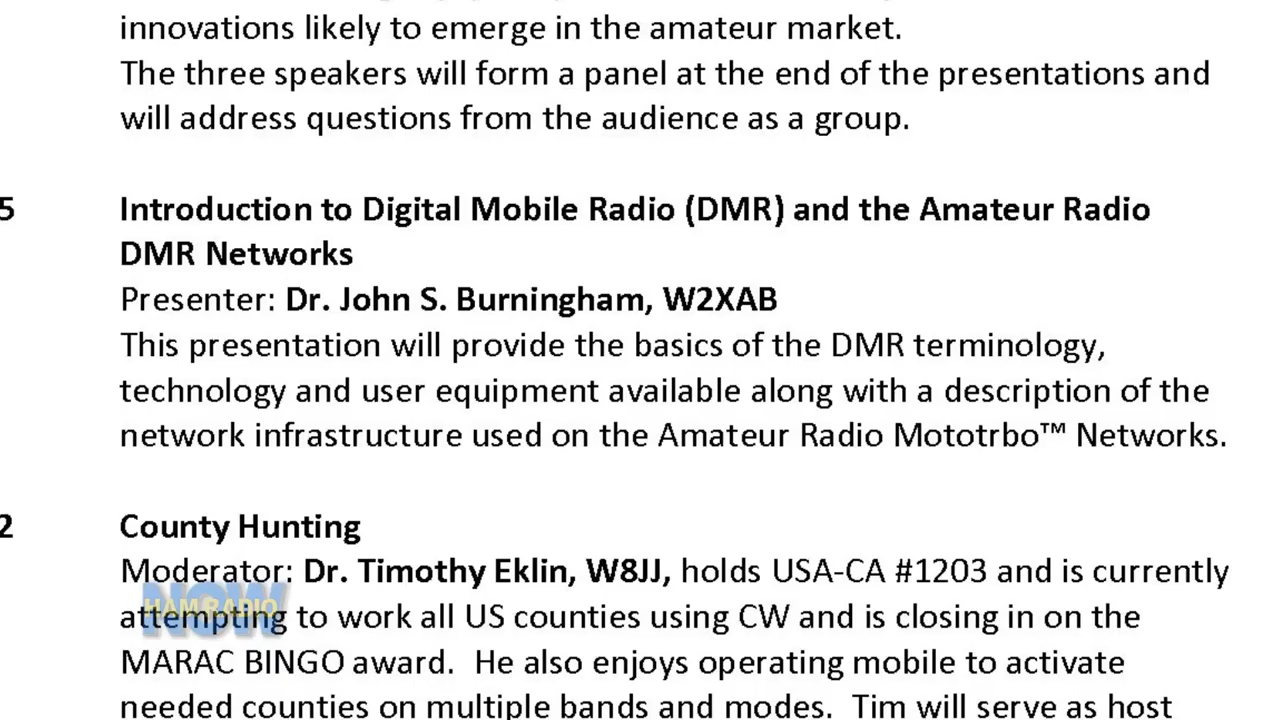 innovations likely to emerge in the amateur market.
The three speakers will form a panel at the end of the presentations and
will address questions from the audience as a group.
5 Introduction to Digital Mobile Radio (DMR) and the Amateur Radio
DMR Networks
Presenter: Dr. John S. Burningham, W2XAB
This presentation will provide the basics of the DMR terminology,
technology and user equipment available along with a description of the
network infrastructure used on the Amateur Radio Mototrbo™ Networks.
2 County Hunting
Moderator: Dr. Timothy Eklin, W8JJ, holds USA-CA #1203 and is currently
attempting to work all US counties using CW and is closing in on the
MARAC BINGO award.  He also enjoys operating mobile to activate
needed counties on multiple bands and modes.  Tim will serve as host
HAM RADIO
NOW